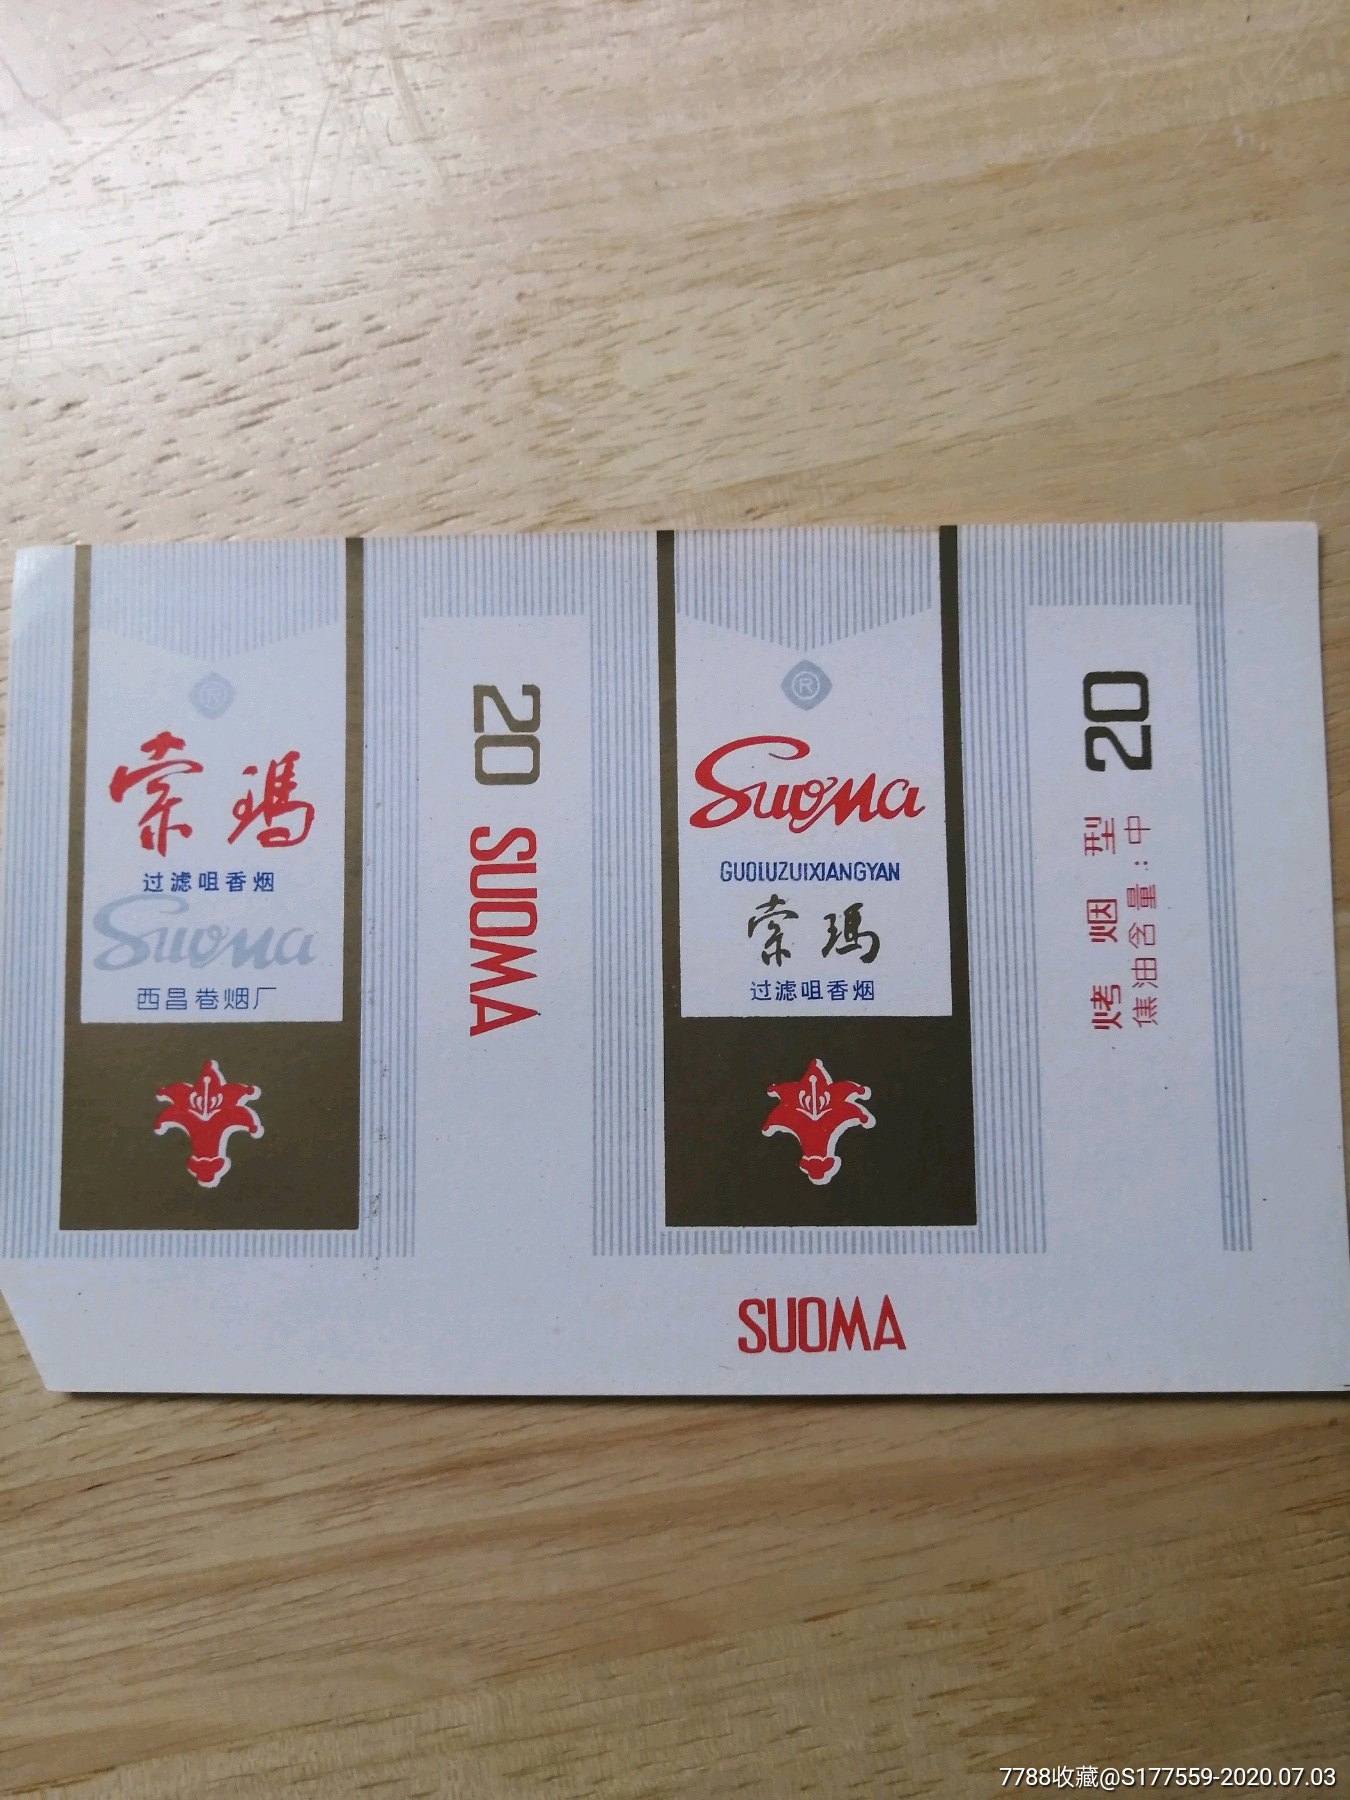 ®
索玛
过滤咀香烟
Suoma
西昌卷烟厂
20 SUOMA
®
Suoma
GUOLUZUIXIANGYAN
索玛
过滤咀香烟
烤烟型 20
焦油含量:中
SUOMA
7788收藏@S177559-2020.07.03